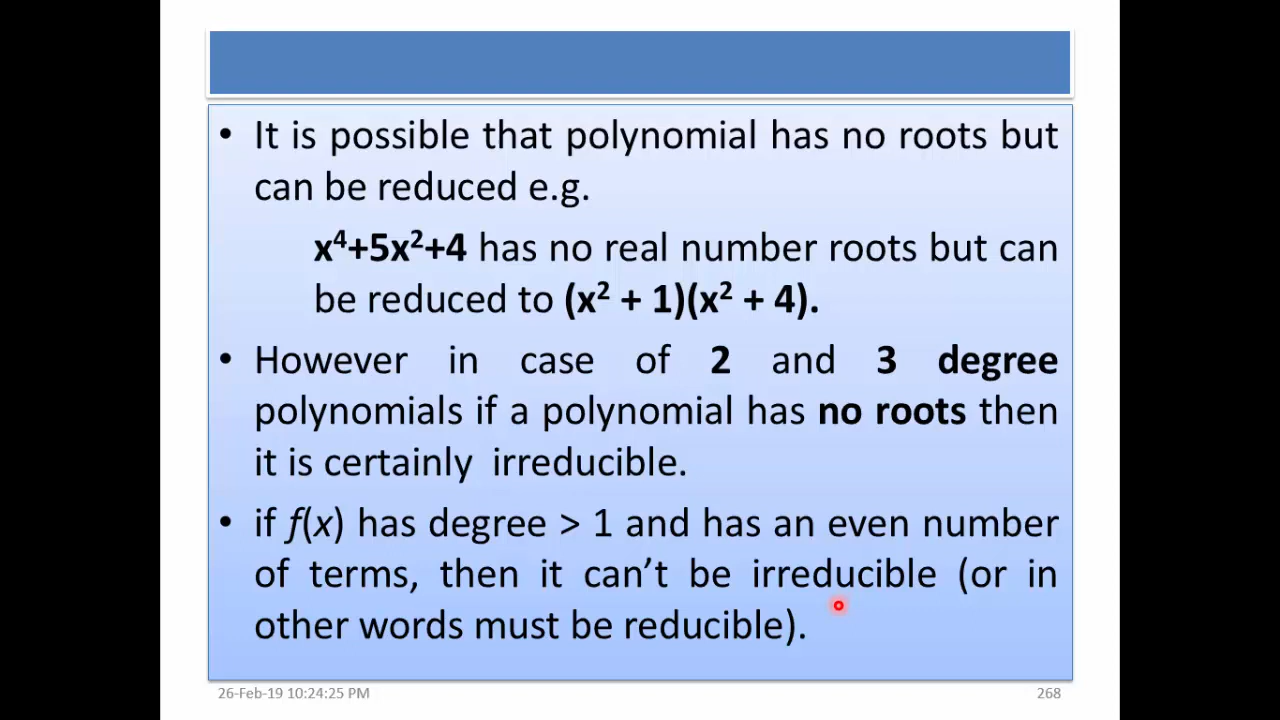 • It is possible that polynomial has no roots but
can be reduced e.g.
x⁴+5x²+4 has no real number roots but can
be reduced to (x² + 1)(x² + 4).
• However in case of 2 and 3 degree
polynomials if a polynomial has no roots then
it is certainly irreducible.
• if f(x) has degree > 1 and has an even number
of terms, then it can’t be irreducible (or in
other words must be reducible).
26-Feb-19 10:24:25 PM 268